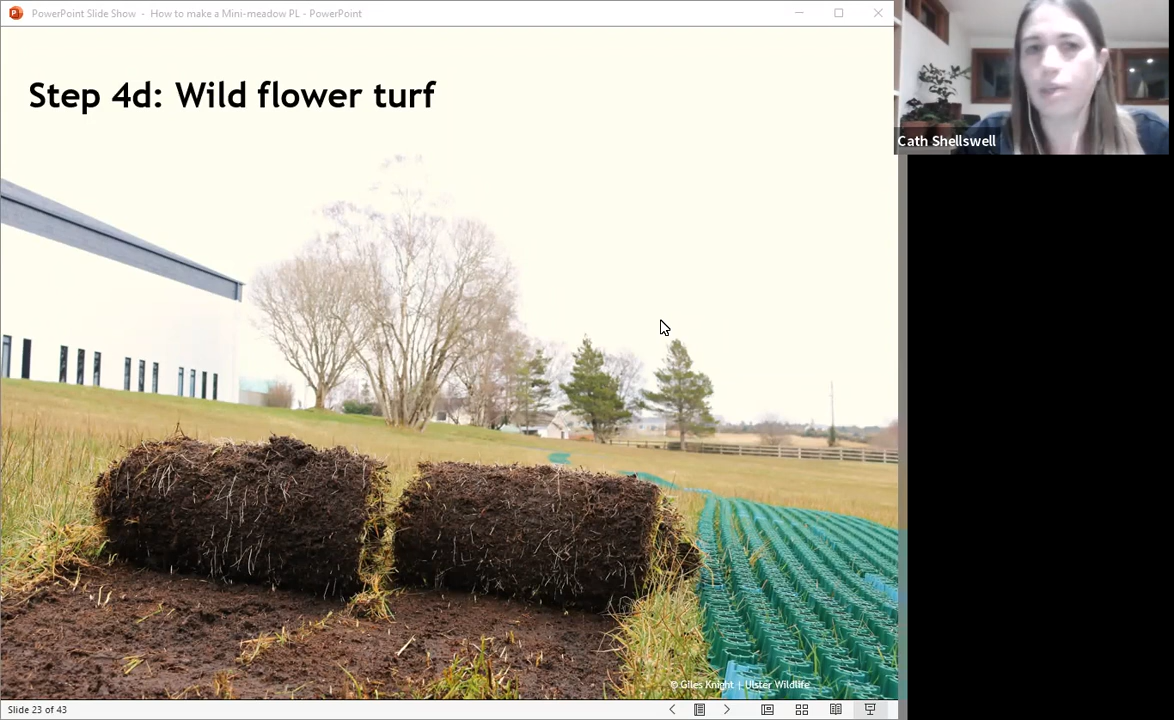 PowerPoint Slide Show - How to make a Mini-meadow PL - PowerPoint
Step 4d: Wild flower turf
Cath Shellswell
© Giles Knight | Ulster Wildlife
Slide 23 of 43